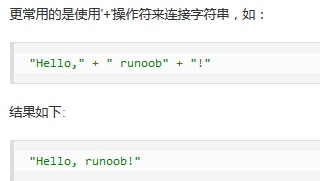 更常用的是使用'+'操作符来连接字符串，如：
"Hello," + " runoob" + "!"
结果如下:
"Hello, runoob!"